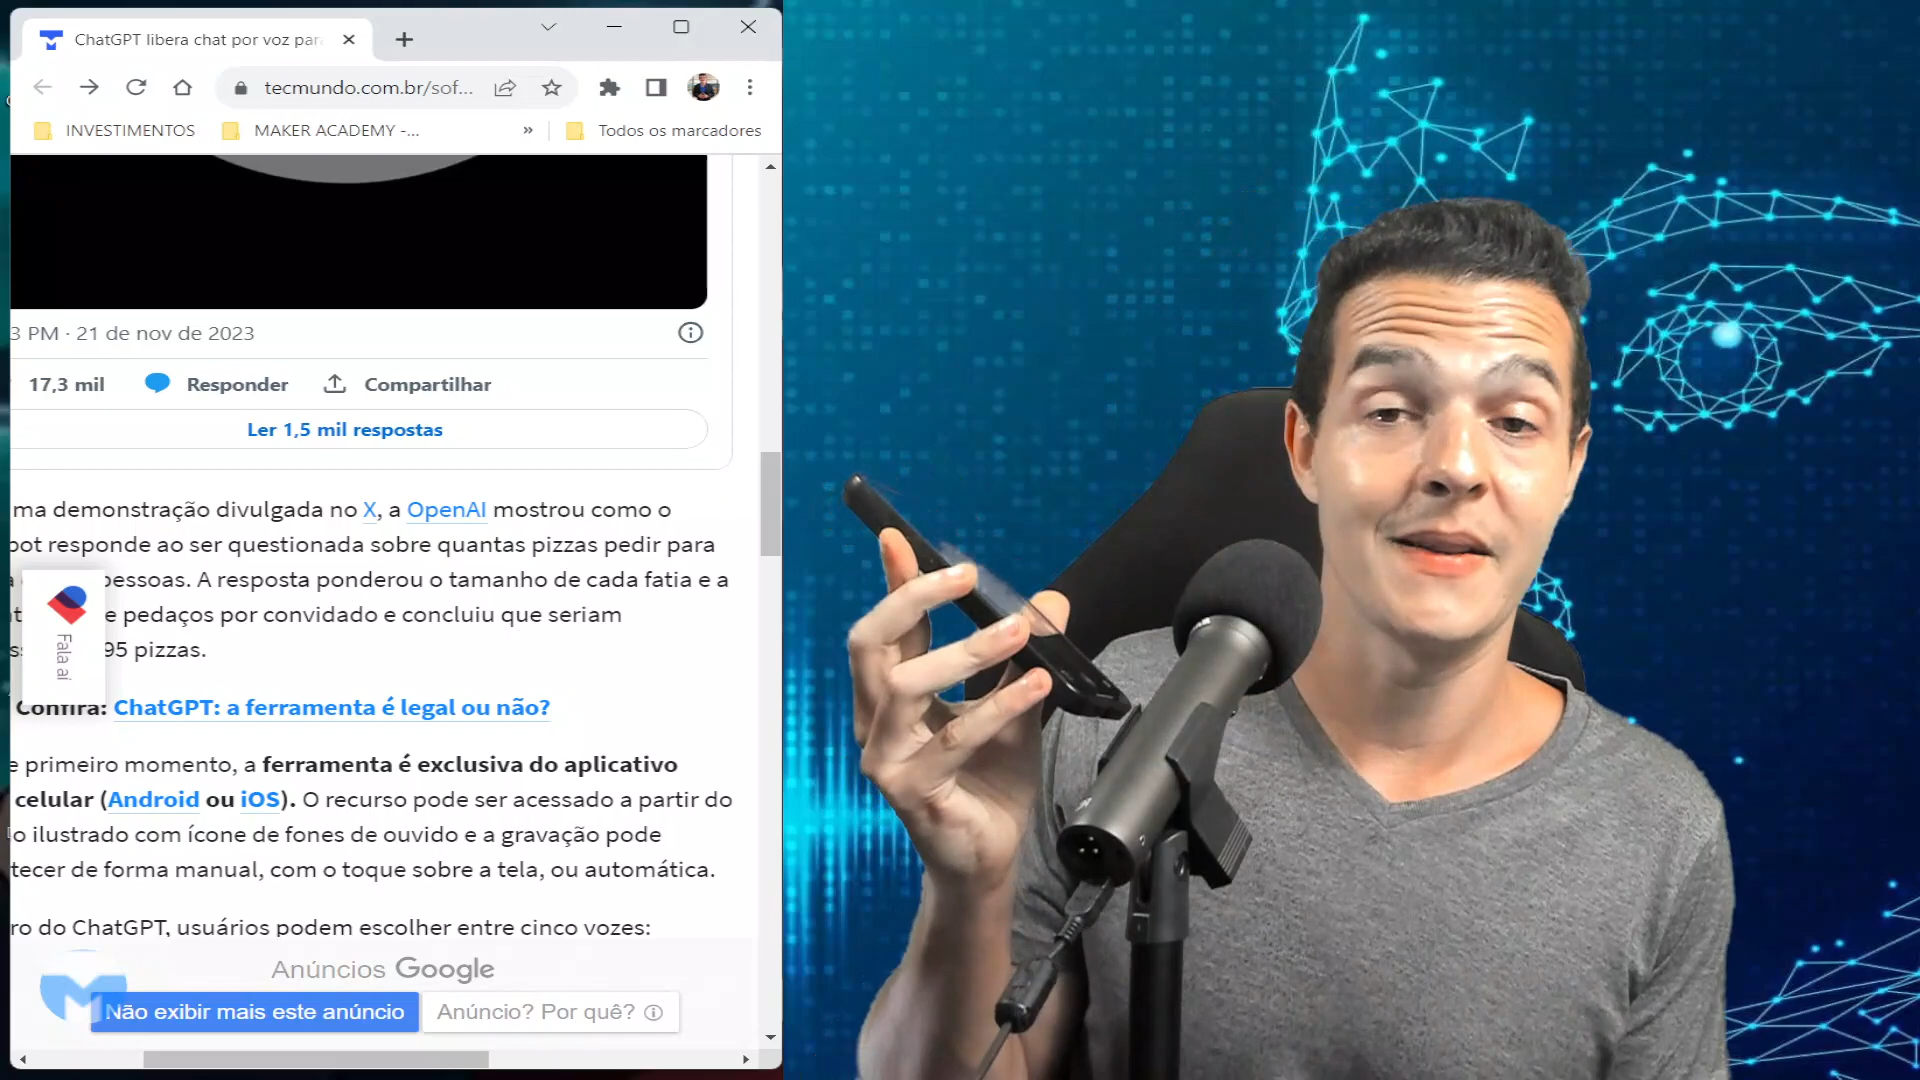 ChatGPT libera chat por voz par
tecmundo.com.br/sof...
INVESTIMENTOS
MAKER ACADEMY -...
»
Todos os marcadores
3 PM · 21 de nov de 2023
17,3 mil
Responder
Compartilhar
Ler 1,5 mil respostas
ma demonstração divulgada no X, a OpenAI mostrou como o
bot responde ao ser questionada sobre quantas pizzas pedir para
pessoas. A resposta ponderou o tamanho de cada fatia e a
e pedaços por convidado e concluiu que seriam
95 pizzas.
Fala aí
Confira: ChatGPT: a ferramenta é legal ou não?
e primeiro momento, a ferramenta é exclusiva do aplicativo
celular (Android ou iOS). O recurso pode ser acessado a partir do
o ilustrado com ícone de fones de ouvido e a gravação pode
tecer de forma manual, com o toque sobre a tela, ou automática.
ro do ChatGPT, usuários podem escolher entre cinco vozes:
Anúncios Google
Não exibir mais este anúncio
Anúncio? Por quê?